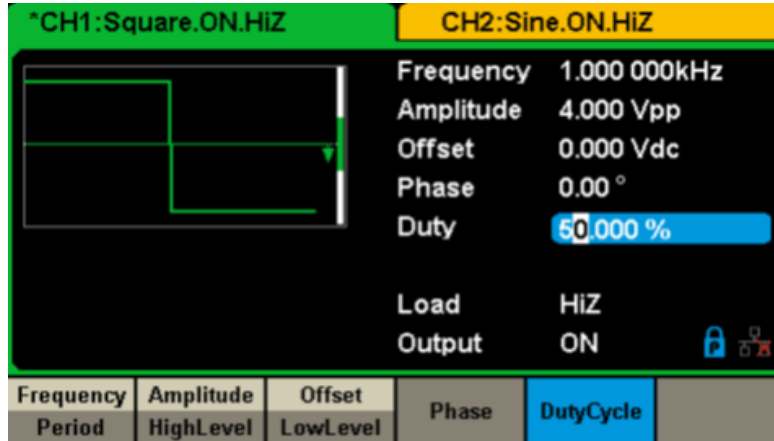 *CH1:Square.ON.HiZ
CH2:Sine.ON.HiZ
Frequency 1.000 000kHz
Amplitude 4.000 Vpp
Offset 0.000 Vdc
Phase 0.00 °
Duty 50.000 %
Load HiZ
Output ON
P
Frequency Amplitude Offset Phase DutyCycle
Period HighLevel LowLevel